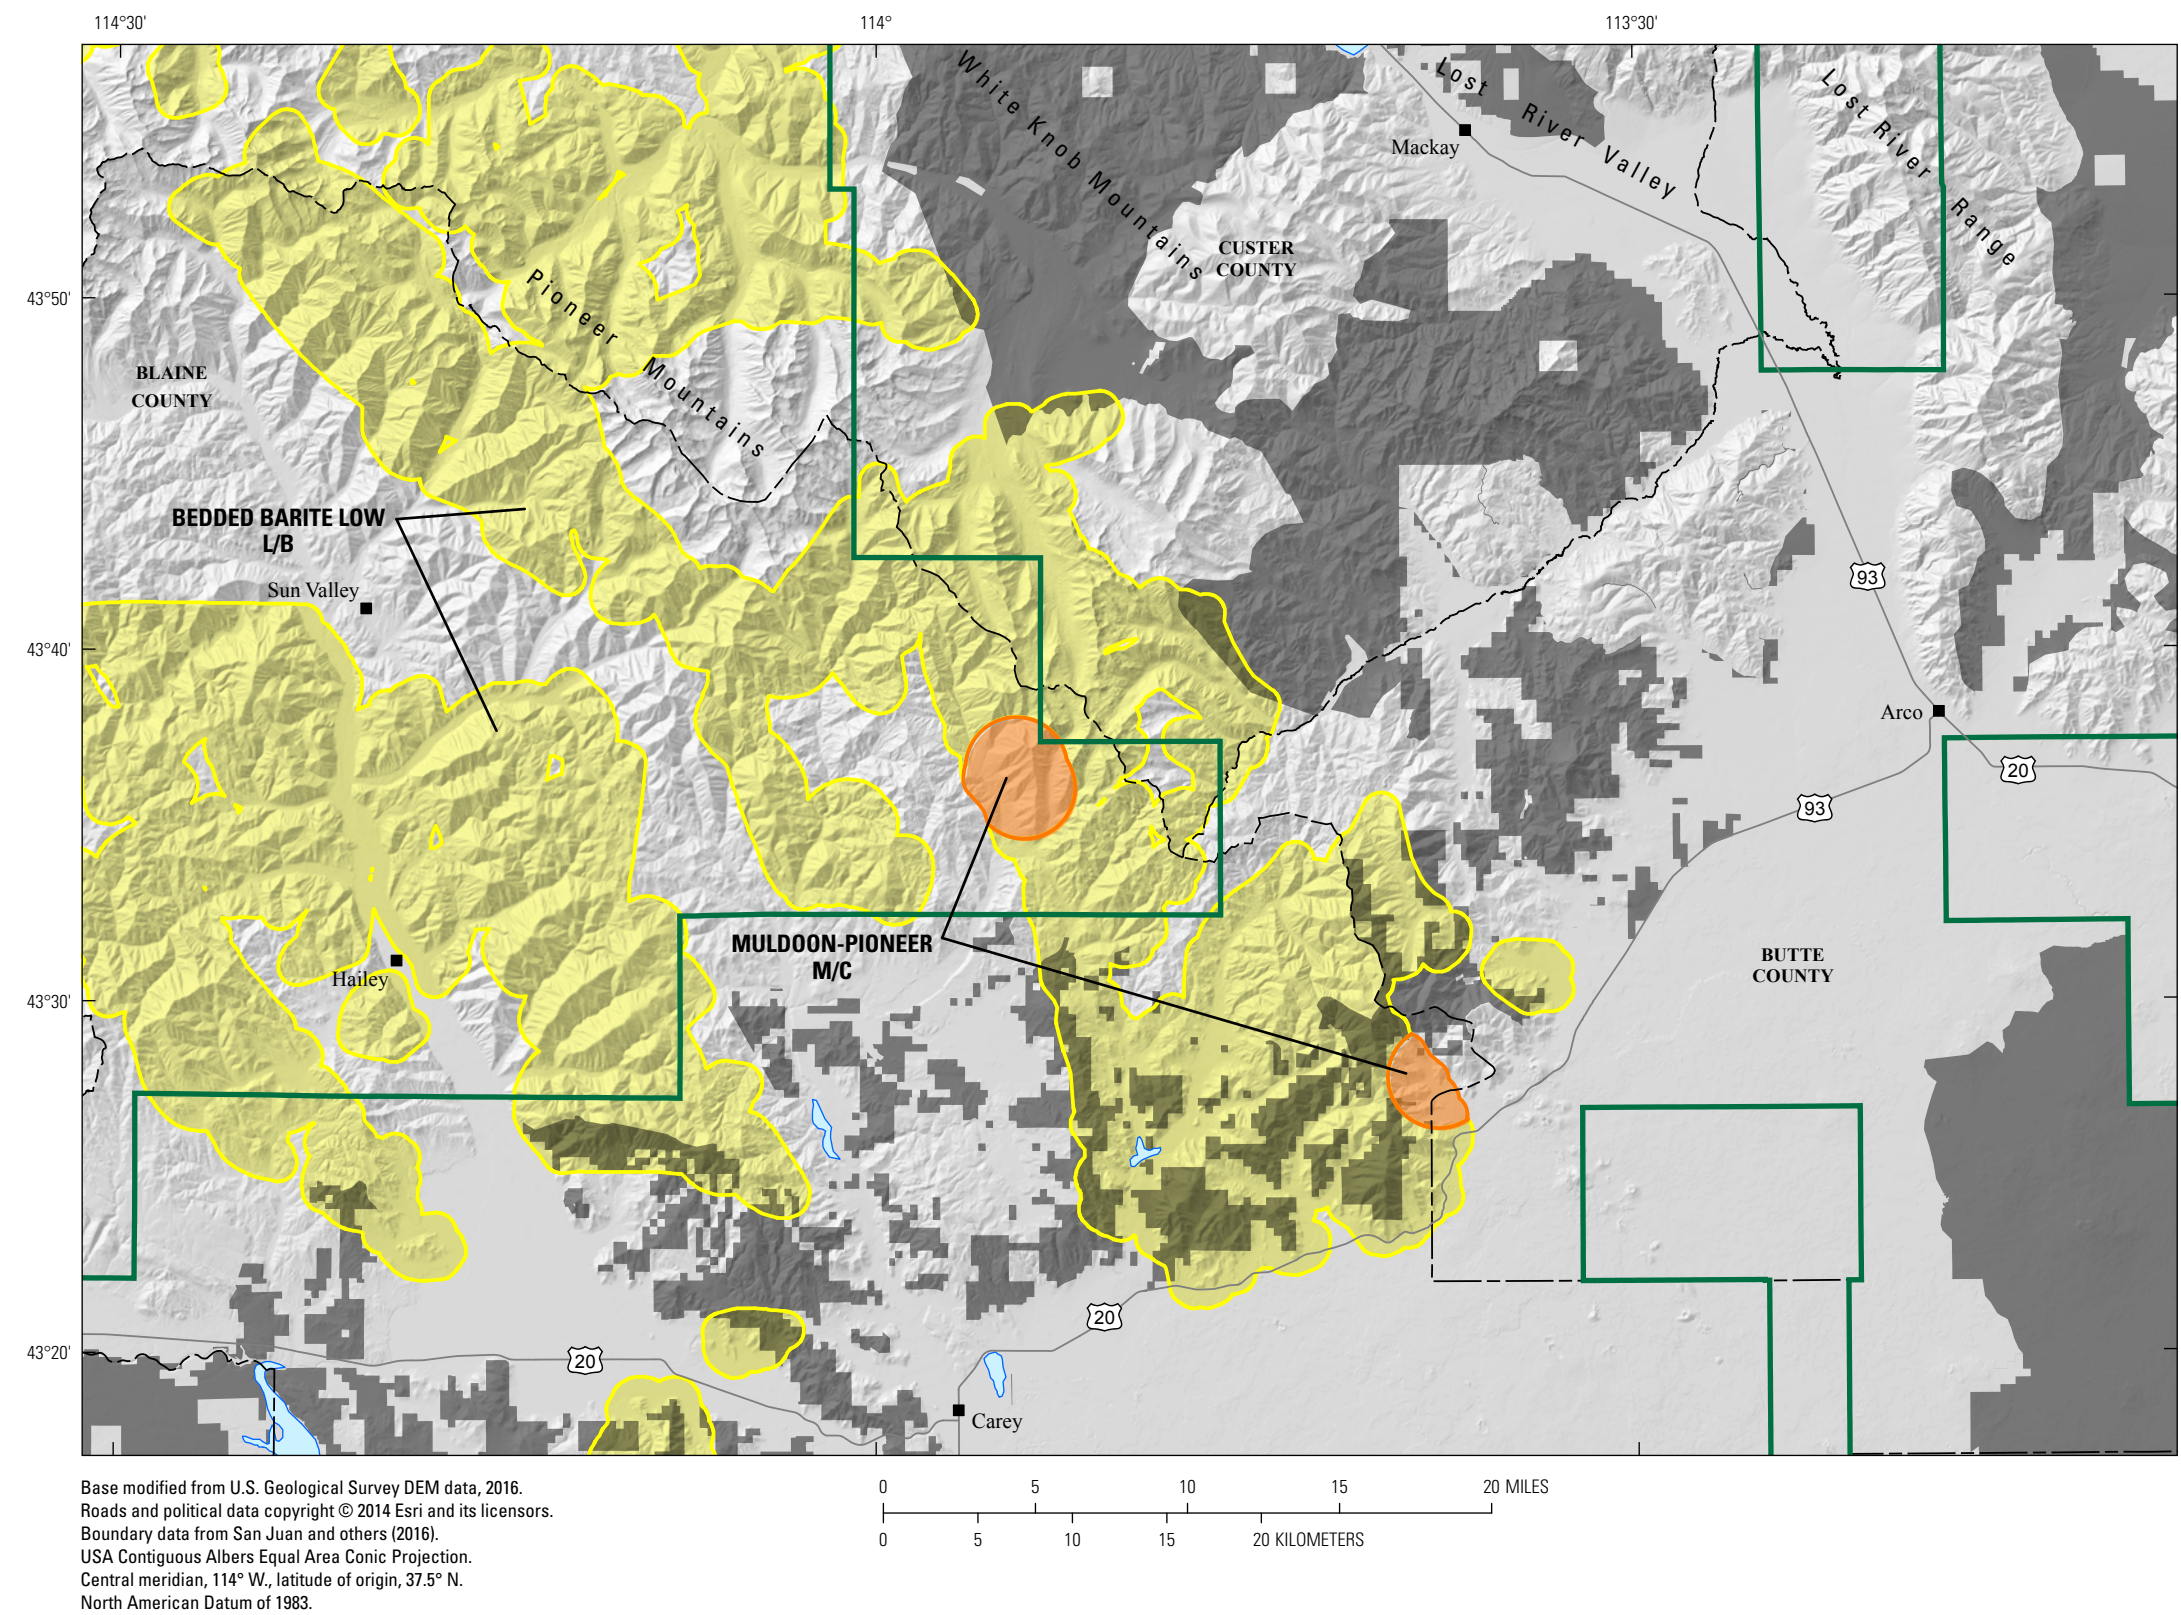 114°30'
114°
113°30'
White Knob Mountains
Lost River Valley
Lost River Range
Mackay
CUSTER
COUNTY
43°50'
Pioneer Mountains
BLAINE
COUNTY
BEDDED BARITE LOW
L/B
Sun Valley
93
43°40'
Arco
20
93
MULDOON-PIONEER
M/C
BUTTE
COUNTY
Hailey
43°30'
20
43°20'
20
Carey
Base modified from U.S. Geological Survey DEM data, 2016.
Roads and political data copyright © 2014 Esri and its licensors.
Boundary data from San Juan and others (2016).
USA Contiguous Albers Equal Area Conic Projection.
Central meridian, 114° W., latitude of origin, 37.5° N.
North American Datum of 1983.
0 5 10 15 20 MILES
0 5 10 15 20 KILOMETERS